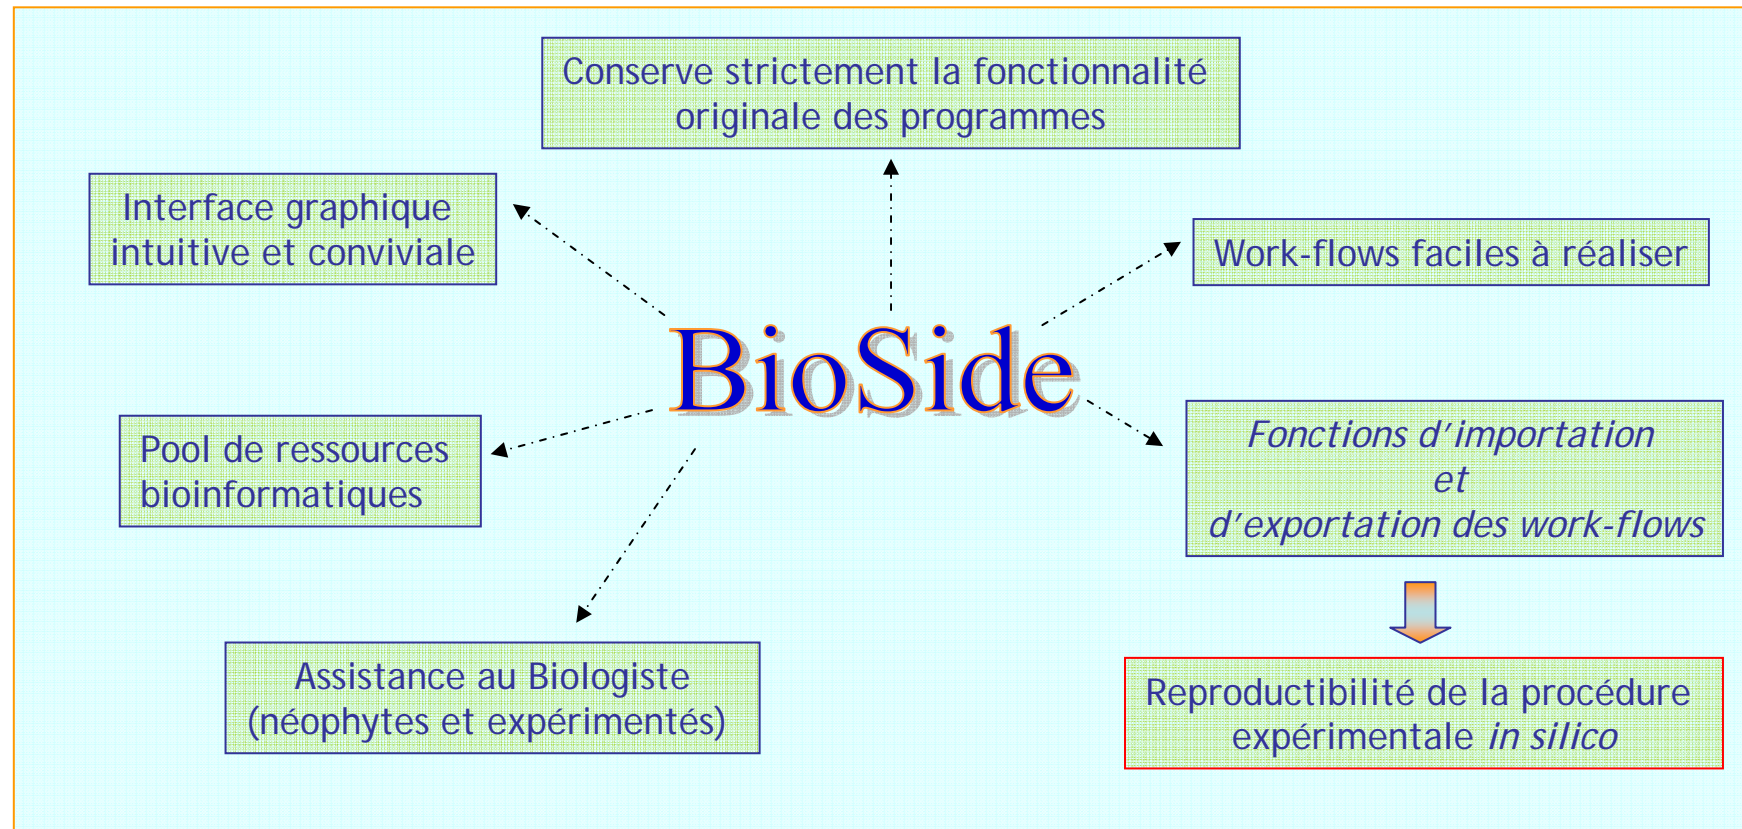 Conserve strictement la fonctionnalité
originale des programmes
Interface graphique
intuitive et conviviale
Work-flows faciles à réaliser
BioSide
Pool de ressources
bioinformatiques
Fonctions d’importation
et
d’exportation des work-flows
Assistance au Biologiste
(néophytes et expérimentés)
Reproductibilité de la procédure
expérimentale in silico